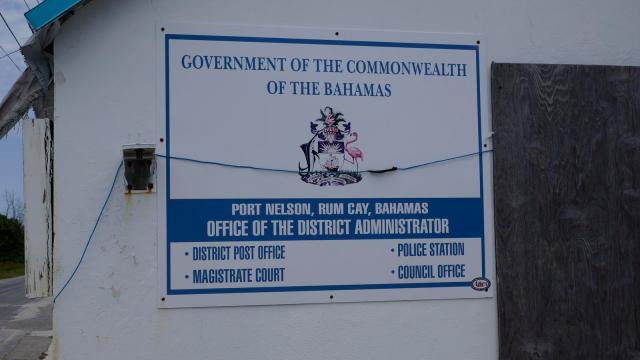 GOVERNMENT OF THE COMMONWEALTH
OF THE BAHAMAS
PORT NELSON, RUM CAY, BAHAMAS
OFFICE OF THE DISTRICT ADMINISTRATOR
· DISTRICT POST OFFICE
· POLICE STATION
· MAGISTRATE COURT
· COUNCIL OFFICE